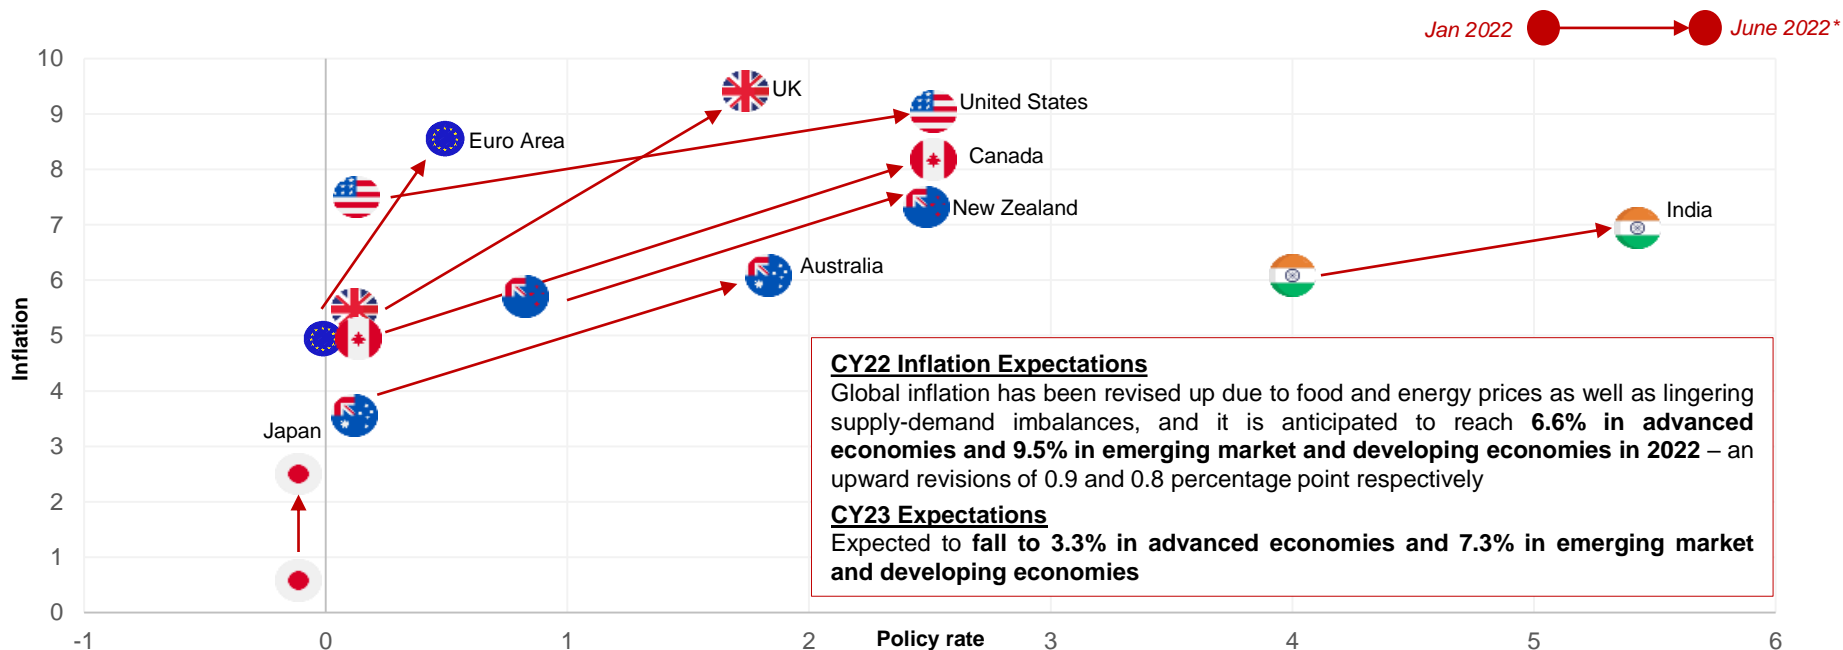 Jan 2022
June 2022*
10
9
8
7
6
5
4
3
2
1
0
Inflation
UK
United States
Euro Area
Canada
New Zealand
India
Australia
Japan
CY22 Inflation Expectations
Global inflation has been revised up due to food and energy prices as well as lingering
supply-demand imbalances, and it is anticipated to reach 6.6% in advanced
economies and 9.5% in emerging market and developing economies in 2022 – an
upward revisions of 0.9 and 0.8 percentage point respectively
CY23 Expectations
Expected to fall to 3.3% in advanced economies and 7.3% in emerging market
and developing economies
-1 0 1 2 3 4 5 6
Policy rate